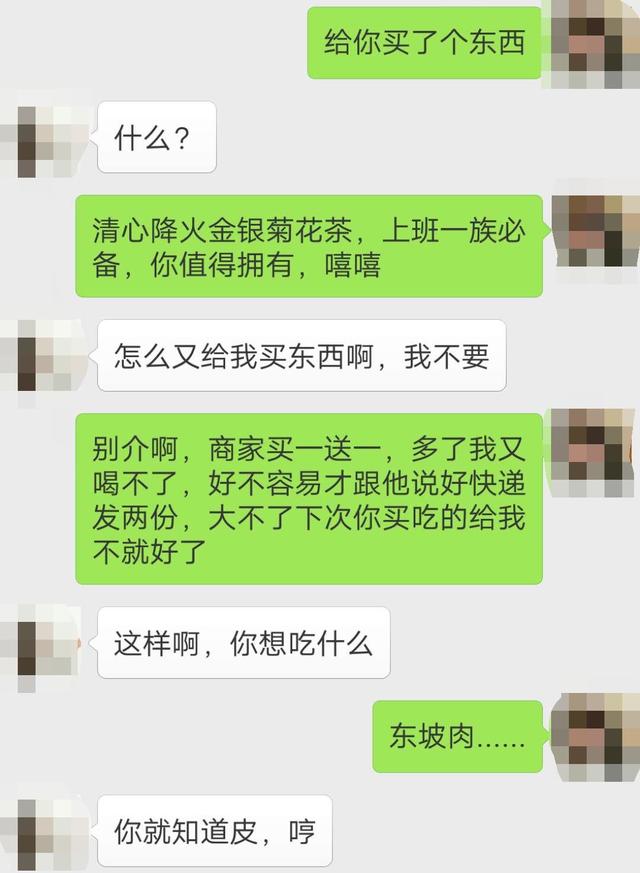 给你买了个东西
什么？
清心降火金银菊花茶，上班一族必
备，你值得拥有，嘻嘻
怎么又给我买东西啊，我不要
别介啊，商家买一送一，多了我又
喝不了，好不容易才跟他说好快递
发两份，大不了下次你买吃的给我
不就好了
这样啊，你想吃什么
东坡肉......
你就知道皮，哼